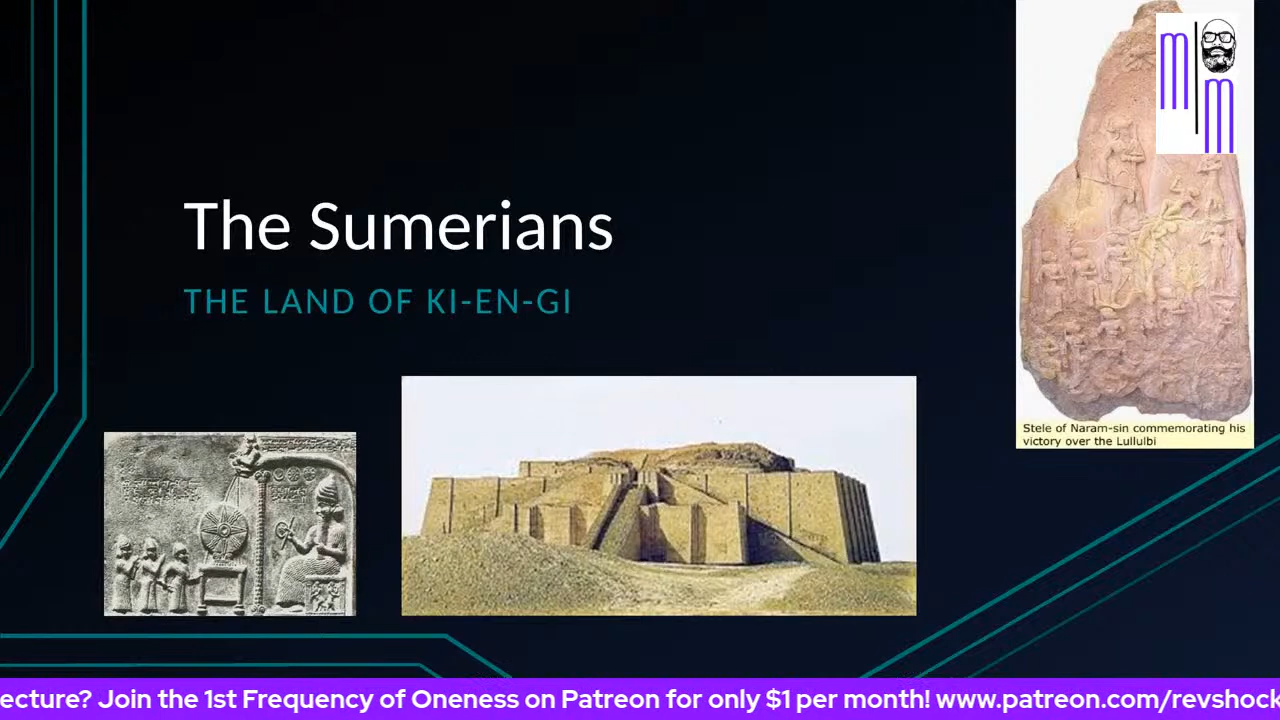 The Sumerians
THE LAND OF KI-EN-GI
Stele of Naram-sin commemorating his
victory over the Lullulbi
ecture? Join the 1st Frequency of Oneness on Patreon for only $1 per month! www.patreon.com/revshock